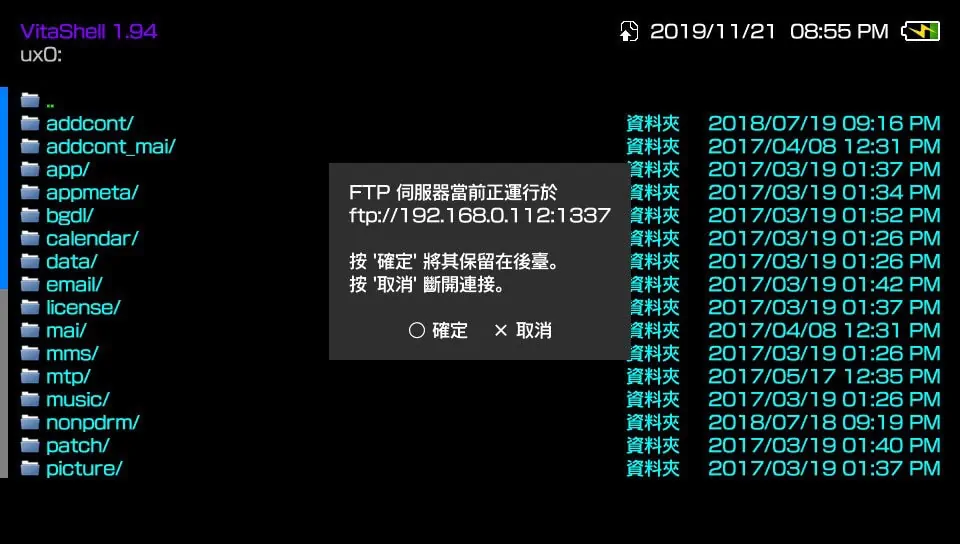 VitaShell 1.94
2019/11/21 08:55 PM
ux0:
..
addcont/ 資料夾 2018/07/19 09:16 PM
addcont_mai/ 資料夾 2017/04/08 12:31 PM
app/ 資料夾 2017/03/19 01:37 PM
appmeta/ 資料夾 2017/03/19 01:34 PM
bgdl/ 資料夾 2017/03/19 01:52 PM
calendar/ 資料夾 2017/03/19 01:26 PM
data/ 資料夾 2017/03/19 01:26 PM
email/ 資料夾 2017/03/19 01:42 PM
license/ 資料夾 2017/03/19 01:37 PM
mai/ 資料夾 2017/04/08 12:31 PM
mms/ 資料夾 2017/03/19 01:26 PM
mtp/ 資料夾 2017/05/17 12:35 PM
music/ 資料夾 2017/03/19 01:26 PM
nonpdrm/ 資料夾 2018/07/18 09:19 PM
patch/ 資料夾 2017/03/19 01:40 PM
picture/ 資料夾 2017/03/19 01:37 PM
FTP 伺服器當前正運行於
ftp://192.168.0.112:1337
按 '確定' 將其保留在後臺。
按 '取消' 斷開連接。
○ 確定 × 取消